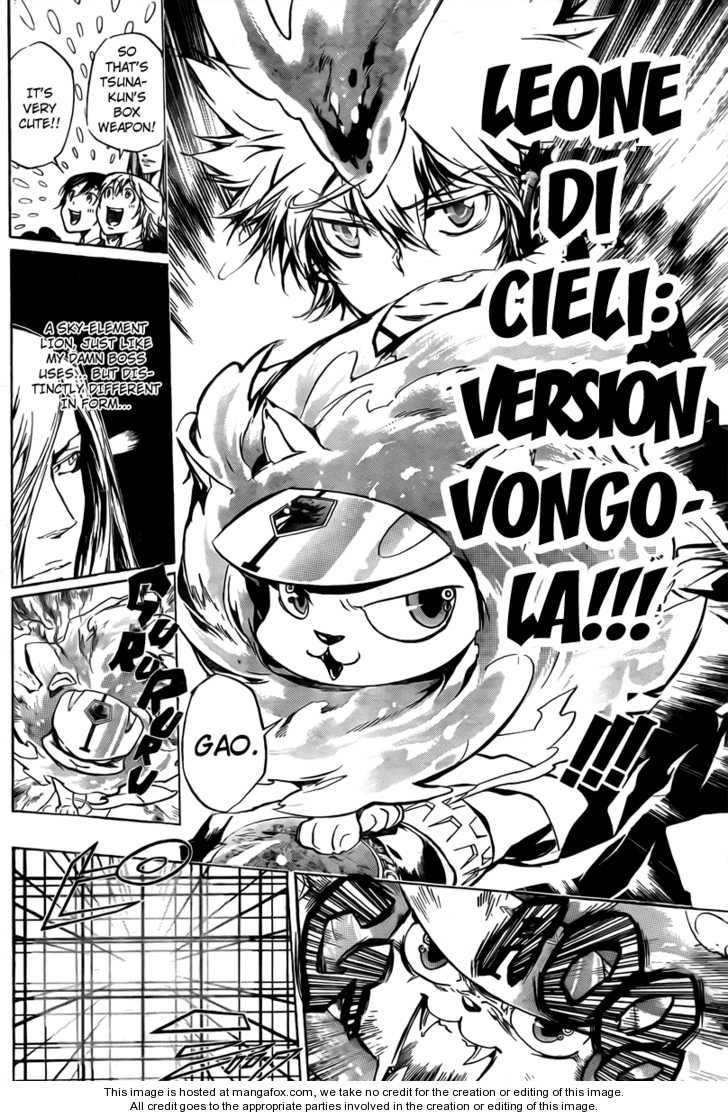 LEONE
DI
CIELI:
VERSION
VONGO-
LA!!!
SO
THAT'S
TSUNA-
KUN'S
BOX
WEAPON!
IT'S
VERY
CUTE!!
A SKY-ELEMENT
LION, JUST LIKE
MY DAMN BOSS
USES... BUT DIS-
TINCTLY DIFFERENT
IN FORM...
GURURURU
GAO.
!!!
This image is hosted at mangafox.com, we take no credit for the creation or editing of this image.
All credit goes to the appropriate parties involved in the creation or editing of this image.